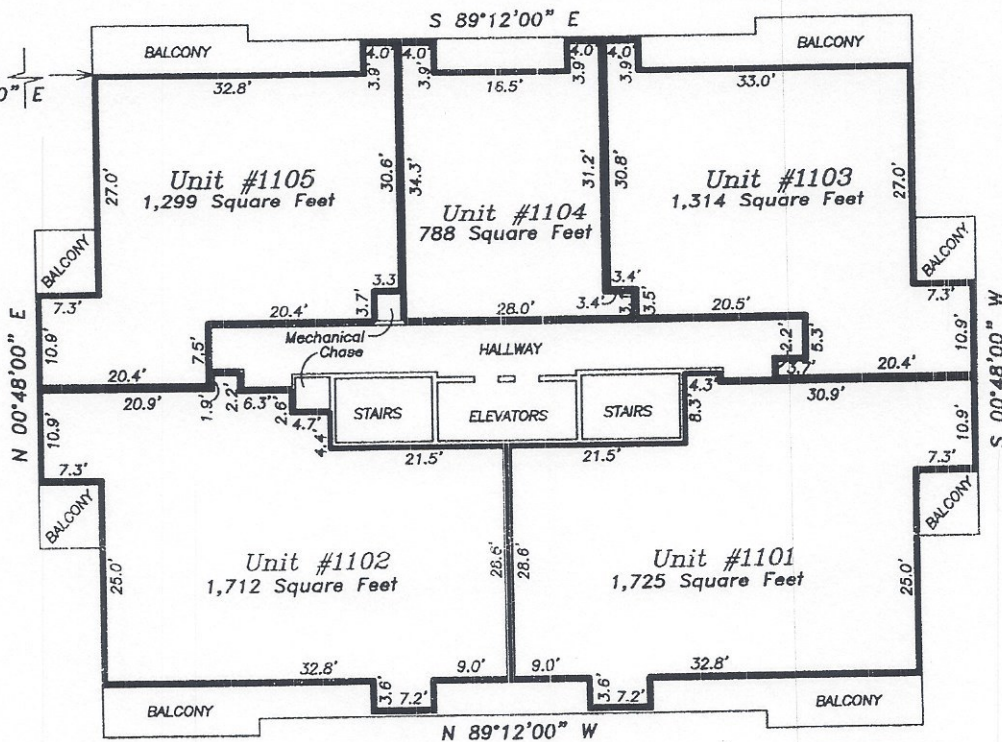 S 89°12'00" E
BALCONY
4.0' 4.0'
4.0 4.0'
BALCONY
0" E
32.8'
3.9' 3.9'
16.5'
3.9' 3.9'
33.0'
27.0'
Unit #1105
1,299 Square Feet
30.6'
34.3'
Unit #1104
788 Square Feet
31.2'
30.8'
Unit #1103
1,314 Square Feet
27.0'
BALCONY
BALCONY
7.3'
20.4'
3.7'
3.3
28.0'
3.4'
3.4'
3.1'
3.5'
20.5'
7.3'
N 00°48'00" E
10.9'
7.5'
Mechanical
Chase
HALLWAY
2.2'
5.3'
3.7'
10.9'
S 00°48'00" W
20.4'
20.4'
20.9'
1.9'
2.2'
6.3'
2.6'
4.7'
4.4'
STAIRS
ELEVATORS
STAIRS
8.3'
4.3'
30.9'
10.9'
10.9'
7.3'
21.5'
21.5'
7.3'
BALCONY
BALCONY
25.0'
Unit #1102
1,712 Square Feet
28.6'
28.6'
Unit #1101
1,725 Square Feet
25.0'
32.8'
3.6'
7.2'
9.0'
9.0'
3.6'
7.2'
32.8'
BALCONY
BALCONY
N 89°12'00" W